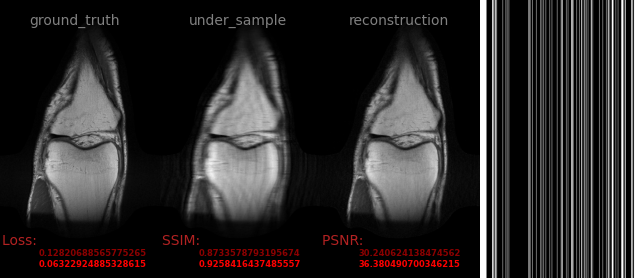 ground_truth under_sample reconstruction
Loss: SSIM: PSNR:
0.12820688565775265 0.8733578793195674 30.240624138474562
0.06322924885328615 0.9258416437485557 36.380490700346215